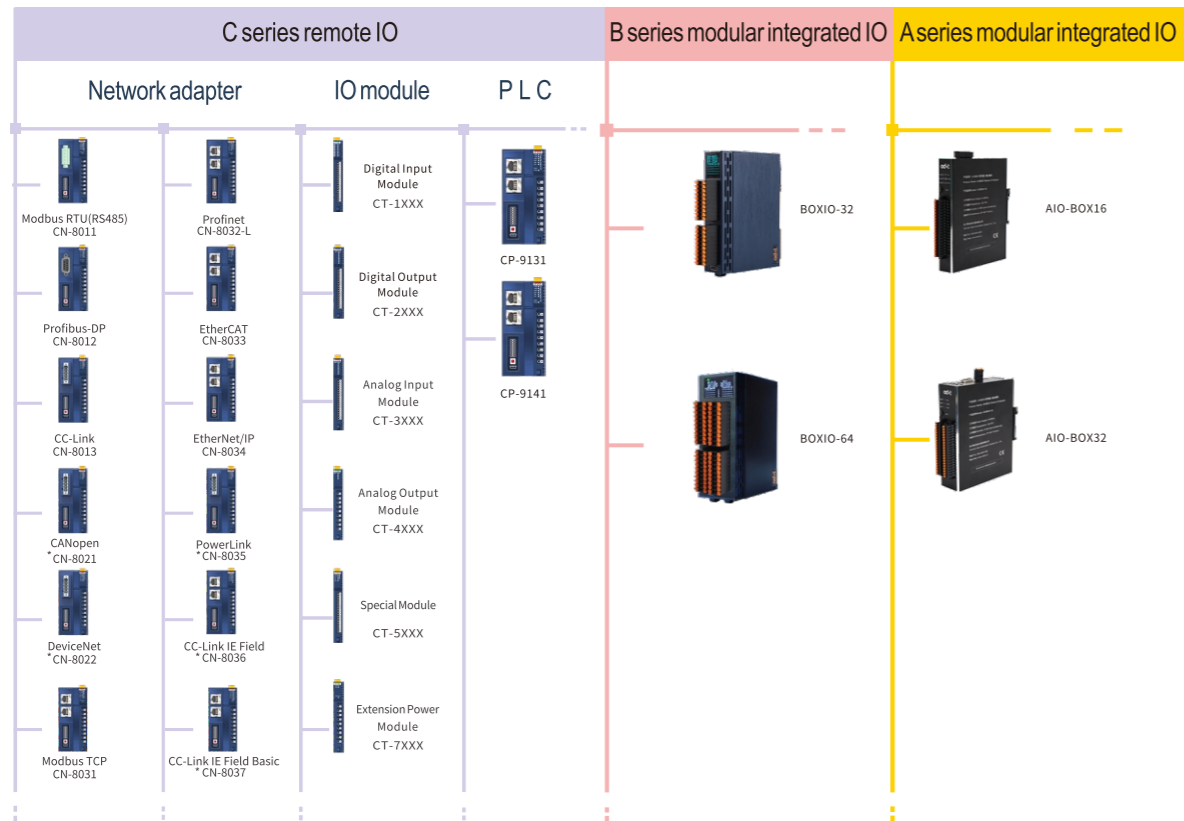 C series remote IO
B series modular integrated IO
A series modular integrated IO
Network adapter
IO module
PLC
Modbus RTU(RS485)
CN-8011
Profinet
CN-8032-L
Digital Input
Module
CT-1XXX
CP-9131
BOXIO-32
AIO-BOX16
Profibus-DP
CN-8012
EtherCAT
CN-8033
Digital Output
Module
CT-2XXX
CP-9141
CC-Link
CN-8013
EtherNet/IP
CN-8034
Analog Input
Module
CT-3XXX
BOXIO-64
AIO-BOX32
CANopen
*CN-8021
PowerLink
*CN-8035
Analog Output
Module
CT-4XXX
DeviceNet
*CN-8022
CC-Link IE Field
*CN-8036
Special Module
CT-5XXX
Modbus TCP
CN-8031
CC-Link IE Field Basic
*CN-8037
Extension Power
Module
CT-7XXX